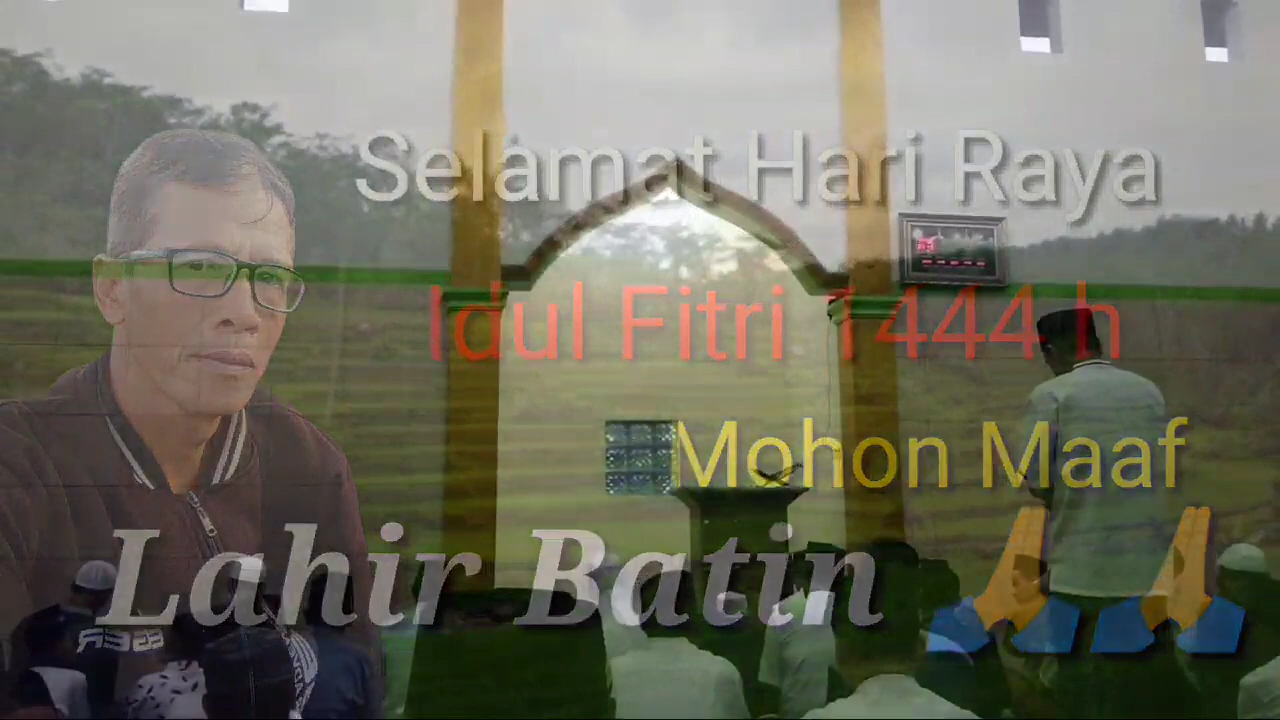 Selamat Hari Raya
Idul Fitri 1444 h
Mohon Maaf
Lahir Batin 🙏🙏